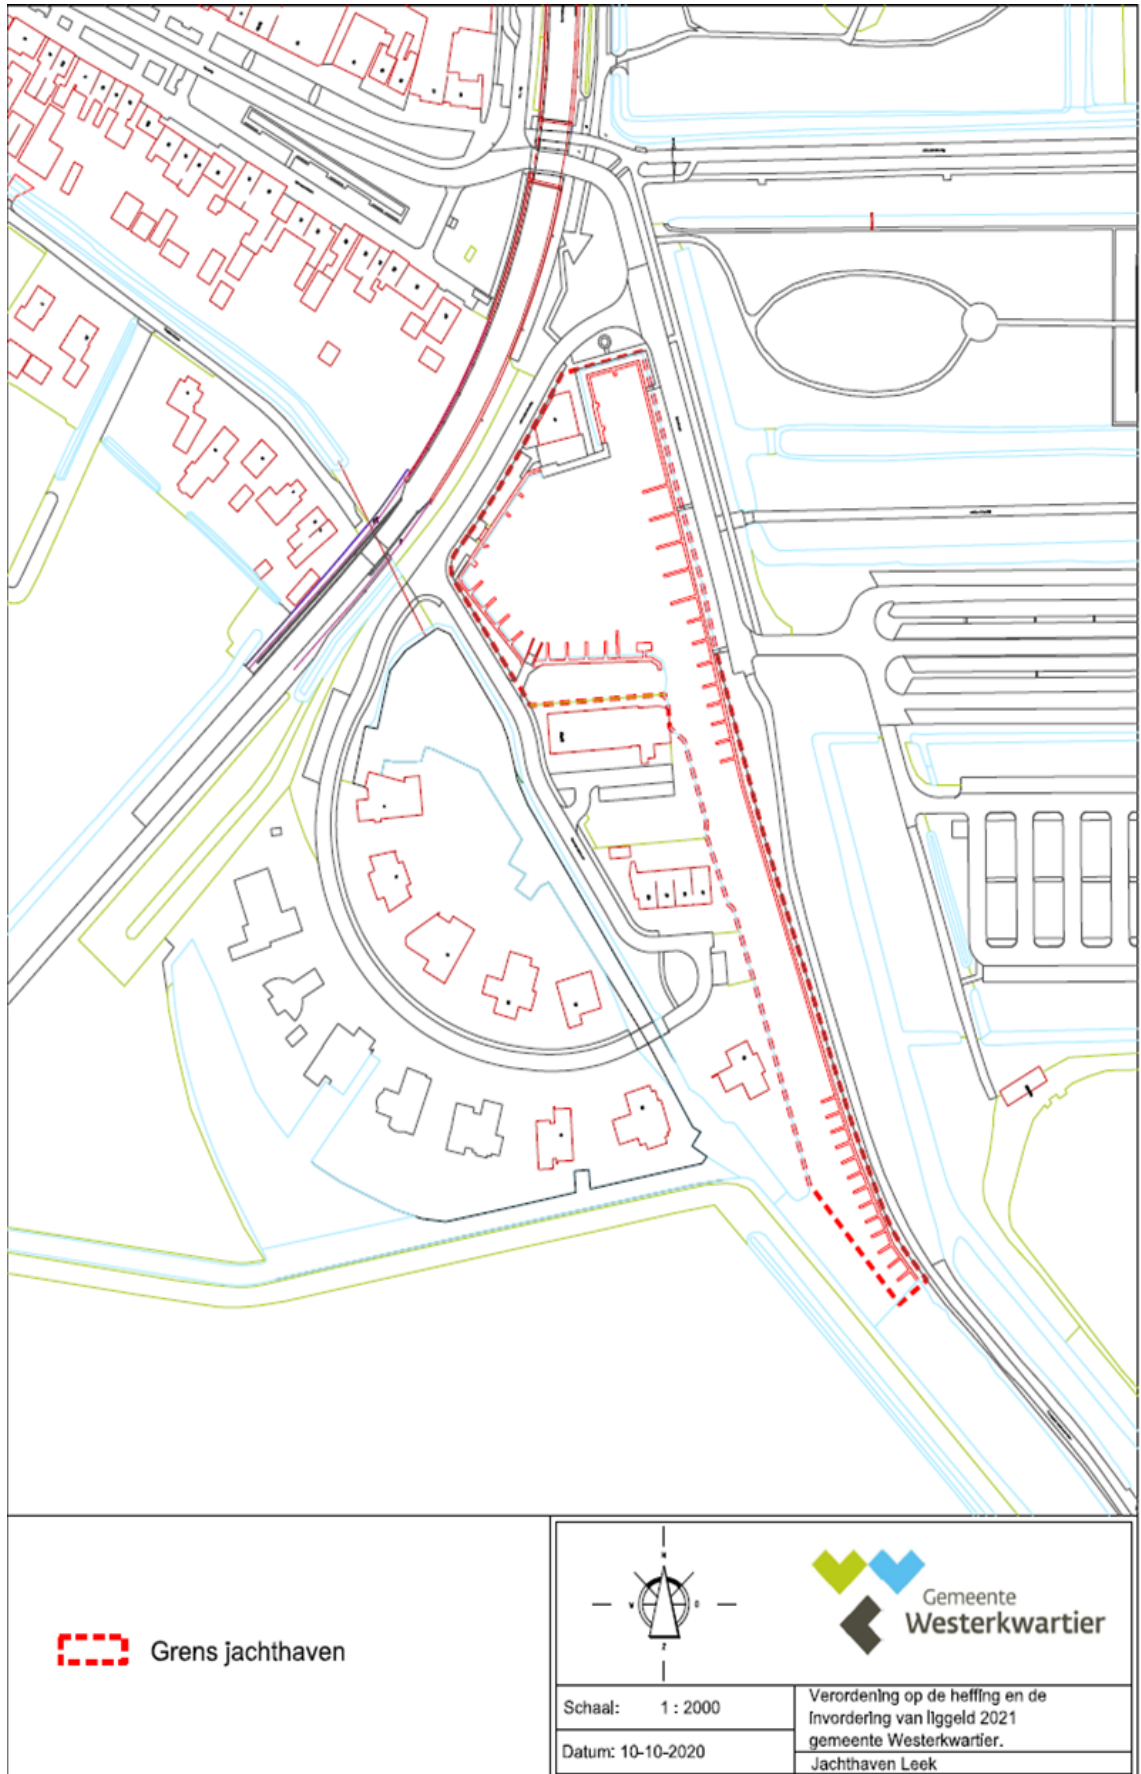 Grens jachthaven
N
W
O
Z
Gemeente
Westerkwartier
Schaal: 1 : 2000
Datum: 10-10-2020
Verordening op de heffing en de
invordering van liggeld 2021
gemeente Westerkwartier.
Jachthaven Leek